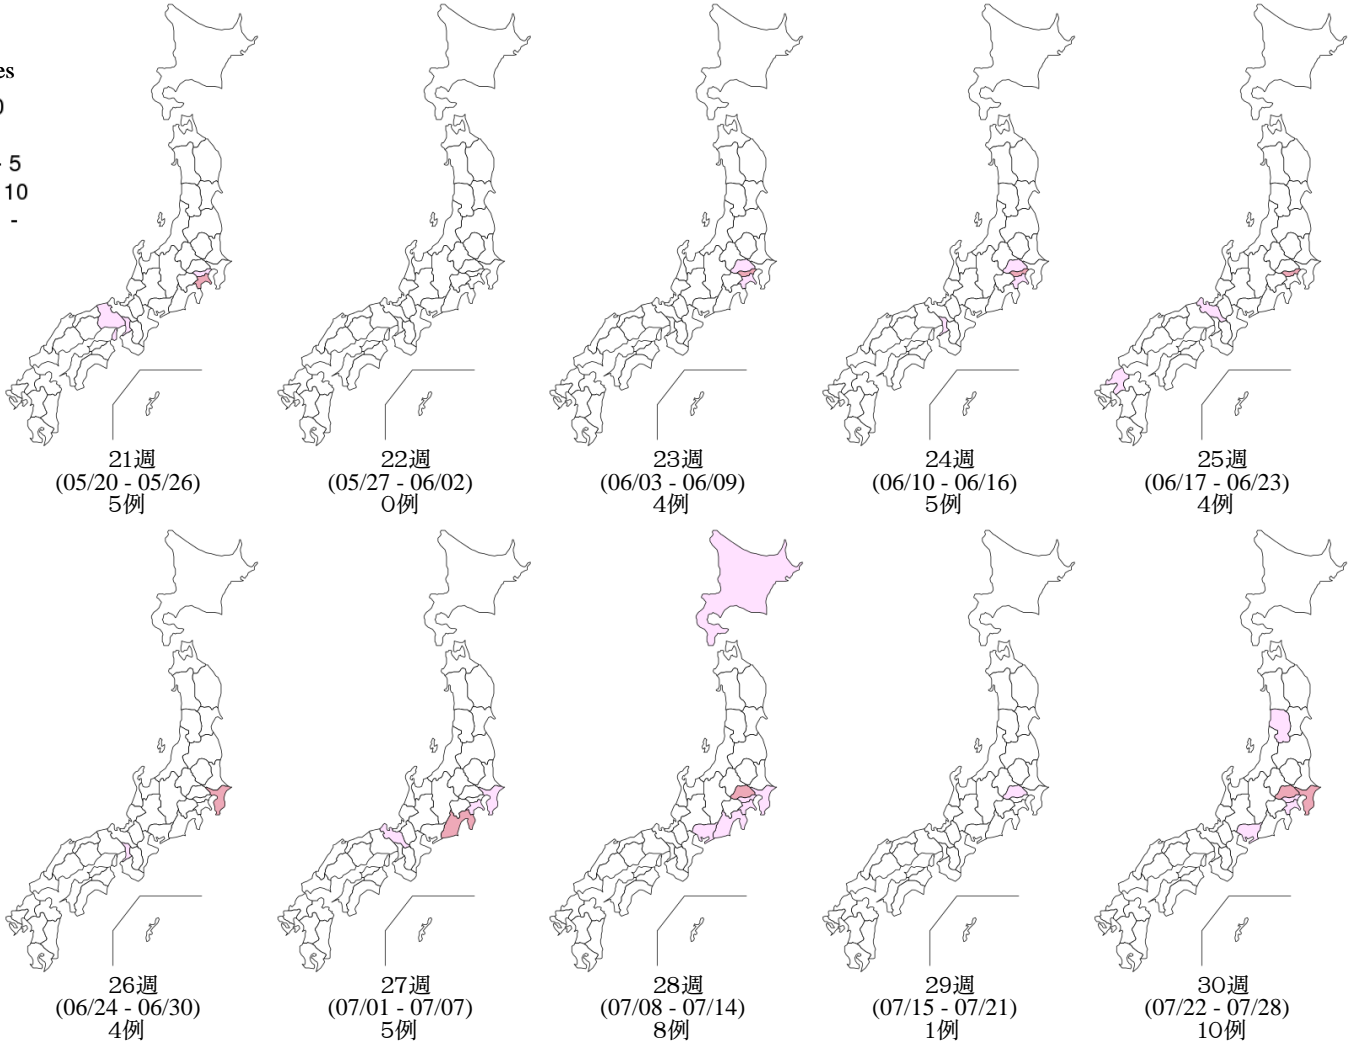 es
0
- 5
10
-
21週
(05/20 - 05/26)
5例
22週
(05/27 - 06/02)
0例
23週
(06/03 - 06/09)
4例
24週
(06/10 - 06/16)
5例
25週
(06/17 - 06/23)
4例
26週
(06/24 - 06/30)
4例
27週
(07/01 - 07/07)
5例
28週
(07/08 - 07/14)
8例
29週
(07/15 - 07/21)
1例
30週
(07/22 - 07/28)
10例